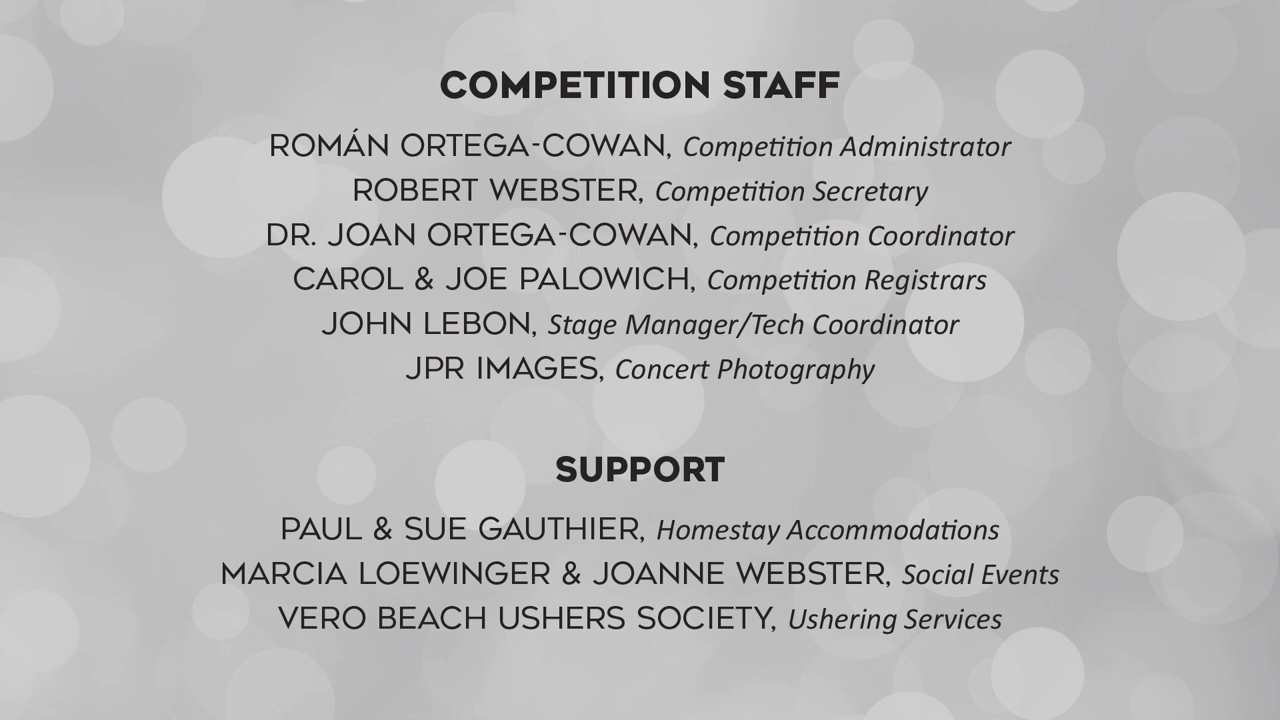 COMPETITION STAFF
ROMÁN ORTEGA-COWAN, Competition Administrator
ROBERT WEBSTER, Competition Secretary
DR. JOAN ORTEGA-COWAN, Competition Coordinator
CAROL & JOE PALOWICH, Competition Registrars
JOHN LEBON, Stage Manager/Tech Coordinator
JPR IMAGES, Concert Photography
SUPPORT
PAUL & SUE GAUTHIER, Homestay Accommodations
MARCIA LOEWINGER & JOANNE WEBSTER, Social Events
VERO BEACH USHERS SOCIETY, Ushering Services